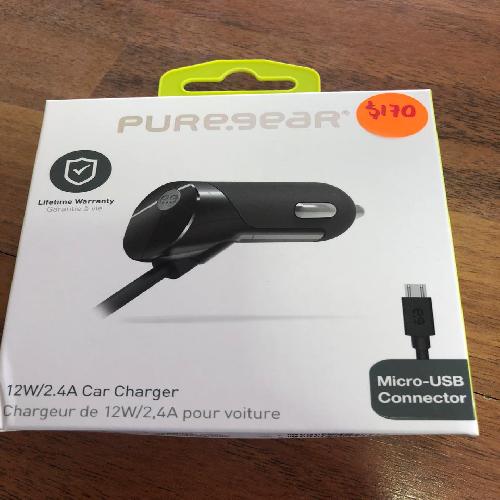 PUREGEAR®
$170
Lifetime Warranty
Garantie à vie
12W/2.4A Car Charger
Chargeur de 12W/2,4A pour voiture
Micro-USB
Connector